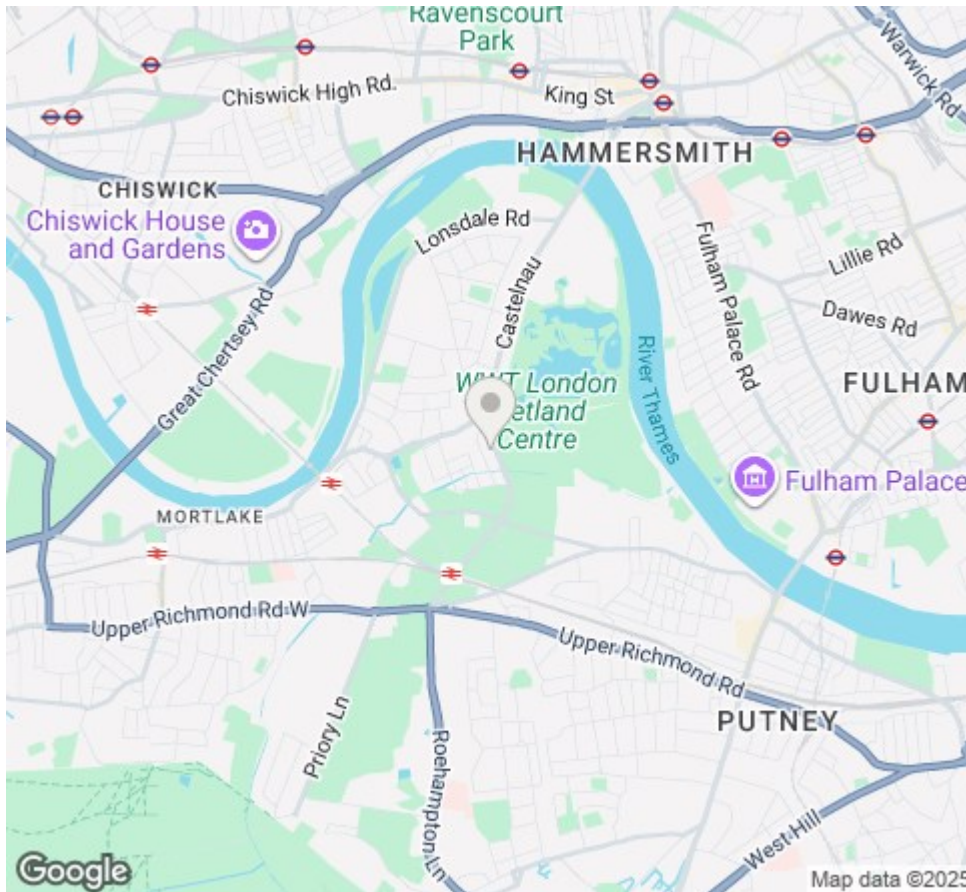 Ravenscourt
Park
Chiswick High Rd.
King St
Warwick Rd
HAMMERSMITH
CHISWICK
Chiswick House
and Gardens
Lonsdale Rd
Castelnau
Fulham Palace Rd
Lillie Rd
Dawes Rd
Great Chertsey Rd
River Thames
WWT London
etland
Centre
FULHAM
Fulham Palace
MORTLAKE
Upper Richmond Rd W
Upper Richmond Rd
Priory Ln
Roehampton Ln
PUTNEY
West Hill
Google
Map data ©2025